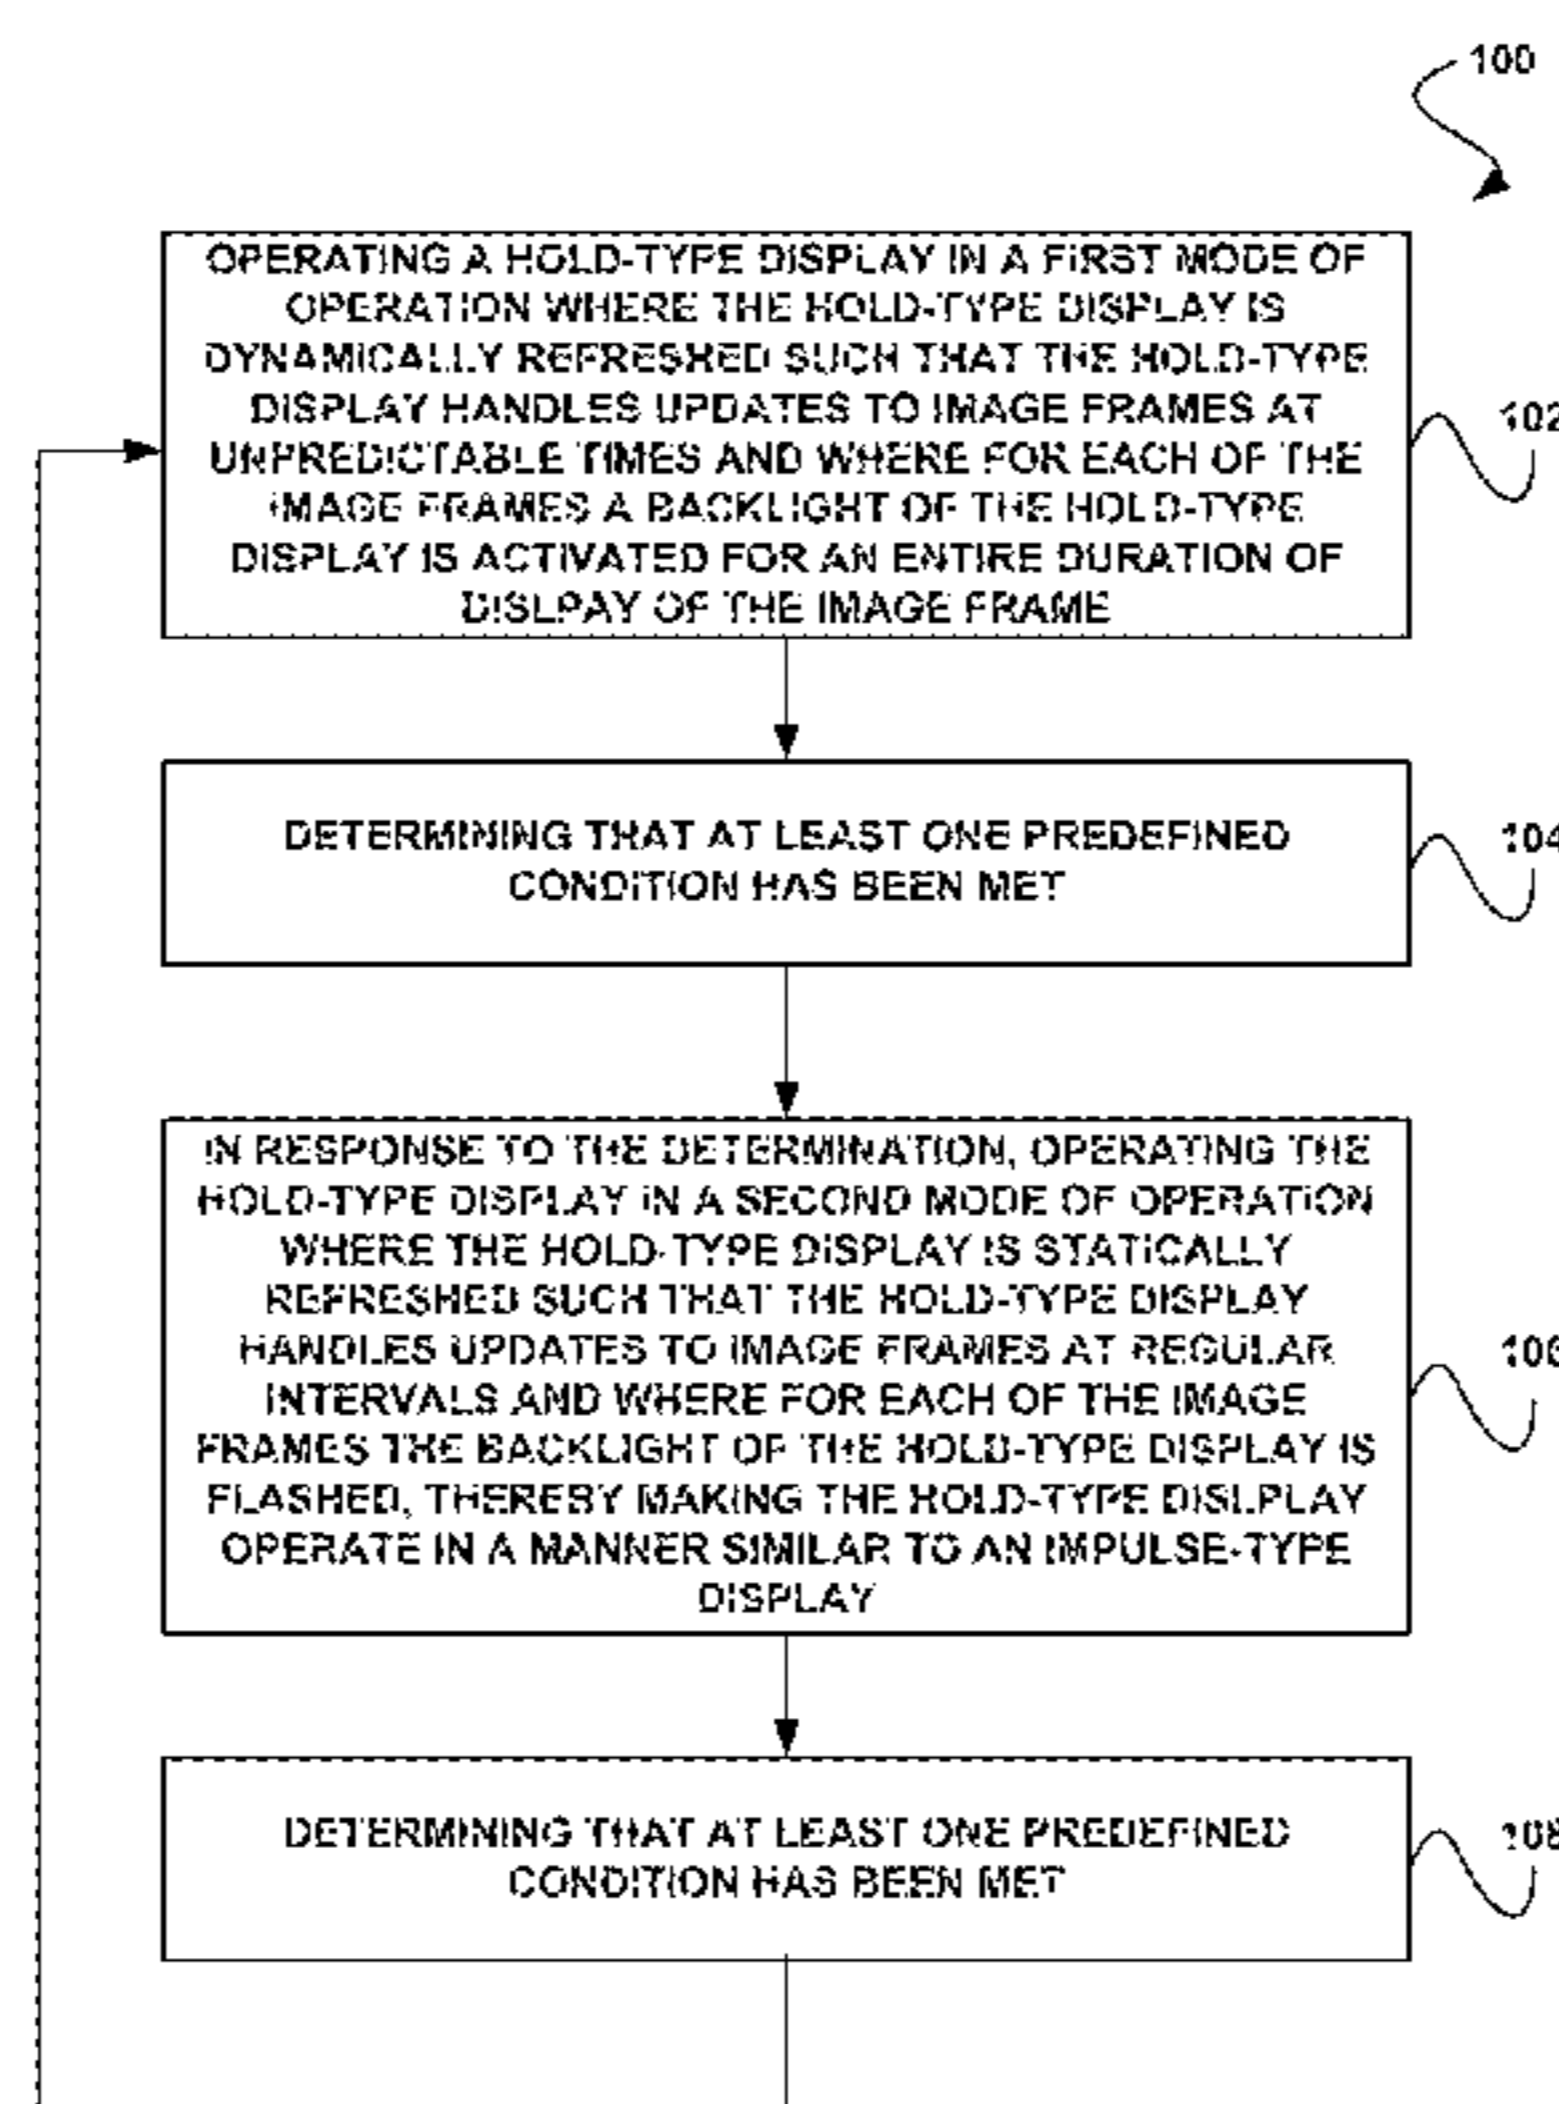 100
OPERATING A HOLD-TYPE DISPLAY IN A FIRST MODE OF
OPERATION WHERE THE HOLD-TYPE DISPLAY IS
DYNAMICALLY REFRESHED SUCH THAT THE HOLD-TYPE
DISPLAY HANDLES UPDATES TO IMAGE FRAMES AT
UNPREDICTABLE TIMES AND WHERE FOR EACH OF THE
IMAGE FRAMES A BACKLIGHT OF THE HOLD-TYPE
DISPLAY IS ACTIVATED FOR AN ENTIRE DURATION OF
DISLPAY OF THE IMAGE FRAME
102
DETERMINING THAT AT LEAST ONE PREDEFINED
CONDITION HAS BEEN MET
104
IN RESPONSE TO THE DETERMINATION, OPERATING THE
HOLD-TYPE DISPLAY IN A SECOND MODE OF OPERATION
WHERE THE HOLD-TYPE DISPLAY IS STATICALLY
REFRESHED SUCH THAT THE HOLD-TYPE DISPLAY
HANDLES UPDATES TO IMAGE FRAMES AT REGULAR
INTERVALS AND WHERE FOR EACH OF THE IMAGE
FRAMES THE BACKLIGHT OF THE HOLD-TYPE DISPLAY IS
FLASHED, THEREBY MAKING THE HOLD-TYPE DISLPLAY
OPERATE IN A MANNER SIMILAR TO AN IMPULSE-TYPE
DISPLAY
106
DETERMINING THAT AT LEAST ONE PREDEFINED
CONDITION HAS BEEN MET
108